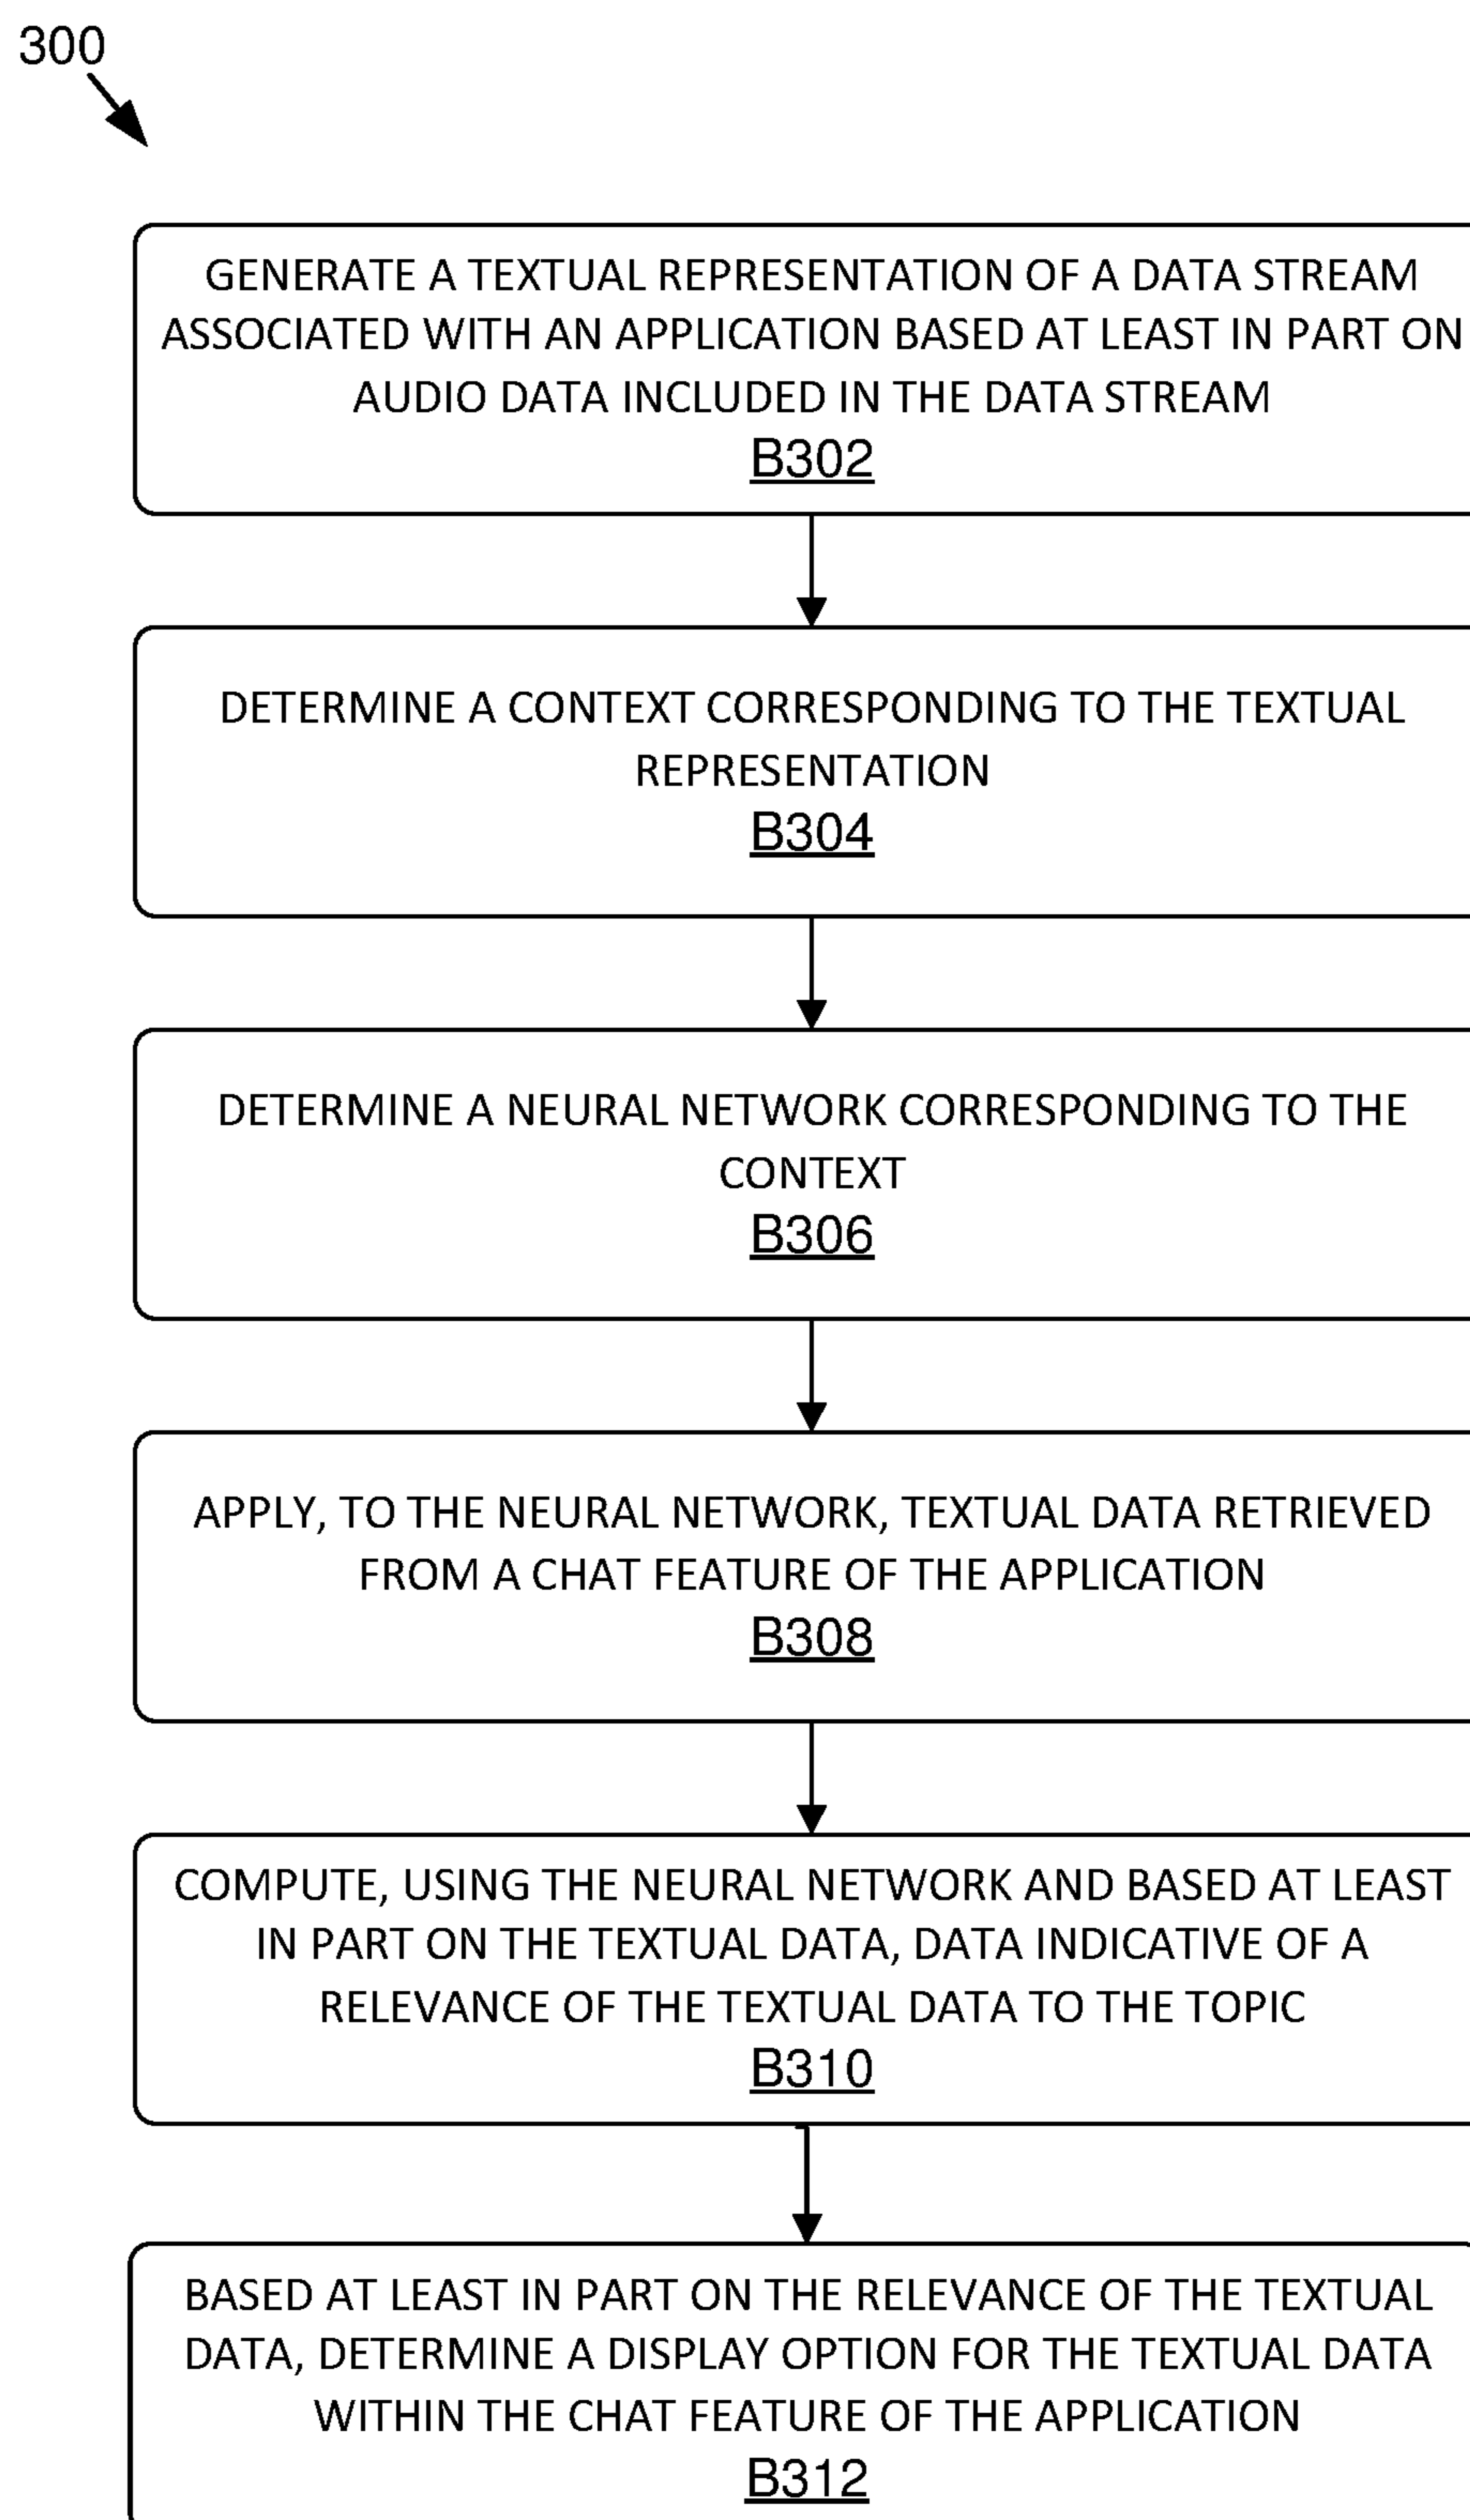 300
GENERATE A TEXTUAL REPRESENTATION OF A DATA STREAM
ASSOCIATED WITH AN APPLICATION BASED AT LEAST IN PART ON
AUDIO DATA INCLUDED IN THE DATA STREAM
B302
DETERMINE A CONTEXT CORRESPONDING TO THE TEXTUAL
REPRESENTATION
B304
DETERMINE A NEURAL NETWORK CORRESPONDING TO THE
CONTEXT
B306
APPLY, TO THE NEURAL NETWORK, TEXTUAL DATA RETRIEVED
FROM A CHAT FEATURE OF THE APPLICATION
B308
COMPUTE, USING THE NEURAL NETWORK AND BASED AT LEAST
IN PART ON THE TEXTUAL DATA, DATA INDICATIVE OF A
RELEVANCE OF THE TEXTUAL DATA TO THE TOPIC
B310
BASED AT LEAST IN PART ON THE RELEVANCE OF THE TEXTUAL
DATA, DETERMINE A DISPLAY OPTION FOR THE TEXTUAL DATA
WITHIN THE CHAT FEATURE OF THE APPLICATION
B312